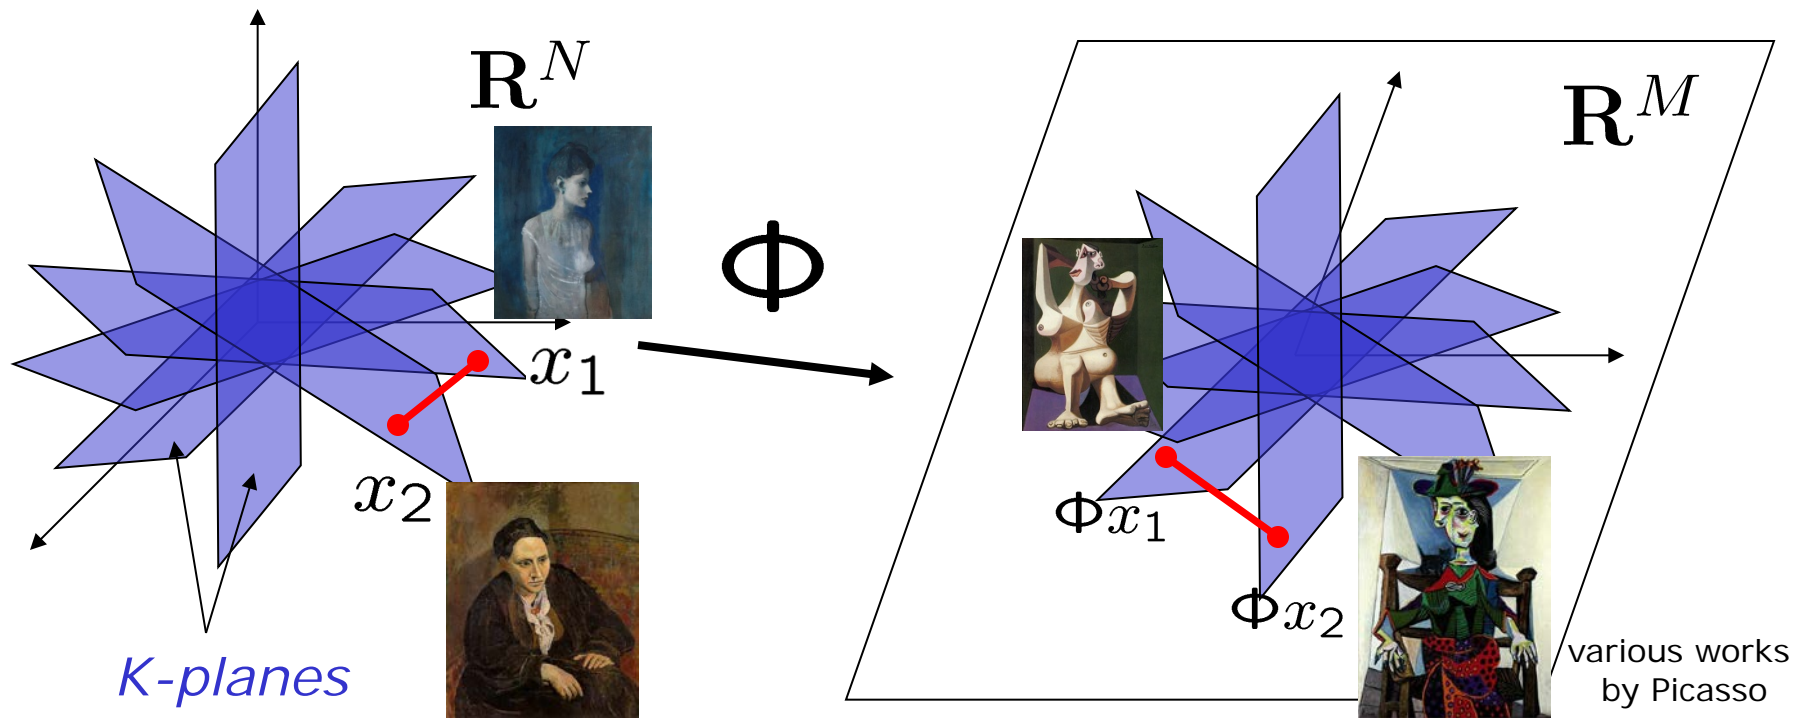 R^N
x_1
x_2
K-planes
Φ
R^M
Φx_1
Φx_2
various works
by Picasso